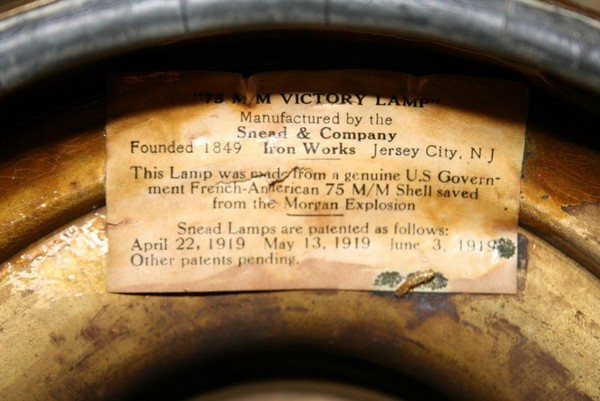 "75 M/M VICTORY LAMP"
Manufactured by the
Snead & Company
Founded 1849 Iron Works Jersey City, N J
This Lamp was made from a genuine U.S Govern-
ment French-American 75 M/M Shell saved
from the Morgan Explosion
Snead Lamps are patented as follows:
April 22, 1919 May 13, 1919 June 3, 1919
Other patents pending.